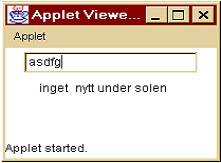 Applet Viewe...
Applet
asdfg
inget nytt under solen
Applet started.